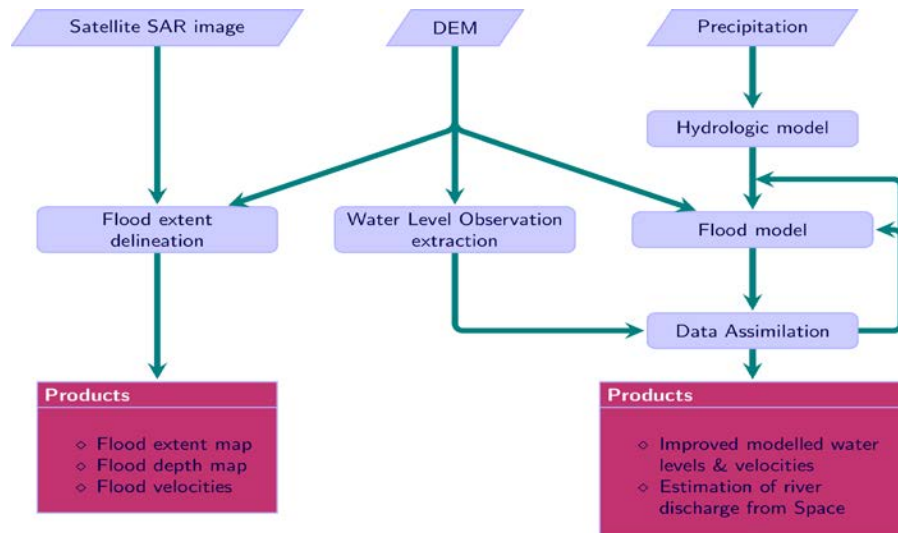 Satellite SAR image
DEM
Precipitation
Hydrologic model
Flood extent
delineation
Water Level Observation
extraction
Flood model
Data Assimilation
Products
◇ Flood extent map
◇ Flood depth map
◇ Flood velocities
Products
◇ Improved modelled water
levels & velocities
◇ Estimation of river
discharge from Space